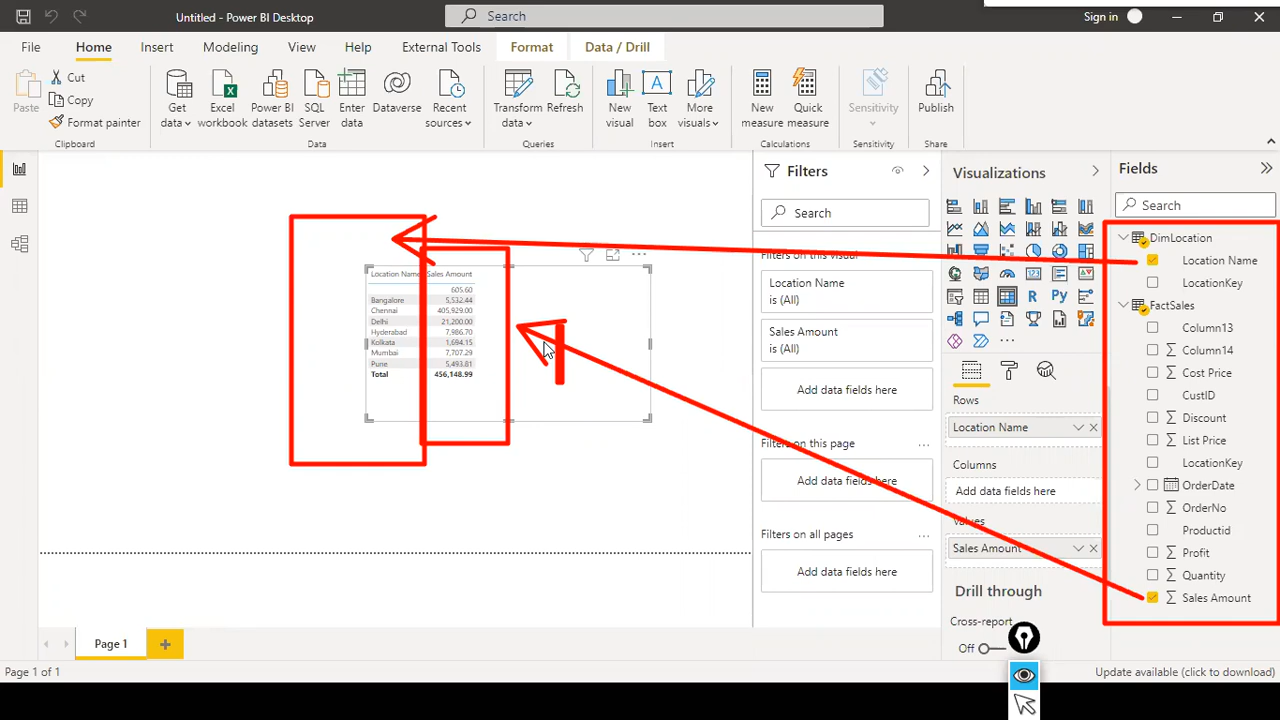 Untitled - Power BI Desktop
Search
Sign in
File Home Insert Modeling View Help External Tools Format Data / Drill
Paste
Cut
Copy
Format painter
Get data
Excel workbook
Power BI datasets
SQL Server
Enter data
Dataverse
Recent sources
Transform data
Refresh
New visual
Text box
More visuals
New measure
Quick measure
Sensitivity
Publish
Clipboard Data Queries Insert Calculations Sensitivity Share
Location Name Sales Amount
605.60
Bangalore 5,532.44
Chennai 405,929.00
Delhi 21,200.00
Hyderabad 7,986.70
Kolkata 1,694.15
Mumbai 7,707.29
Pune 5,493.81
Total 456,148.99
Filters
Search
Filters on this visual
Location Name
is (All)
Sales Amount
is (All)
Add data fields here
Filters on this page
Add data fields here
Filters on all pages
Add data fields here
Visualizations
R Py
Rows
Location Name
Columns
Add data fields here
Values
Sales Amount
Drill through
Cross-report
Off
Fields
Search
DimLocation
Location Name
LocationKey
FactSales
Column13
Column14
Cost Price
CustID
Discount
List Price
LocationKey
OrderDate
OrderNo
Productid
Profit
Quantity
Sales Amount
Page 1
Page 1 of 1
Update available (click to download)